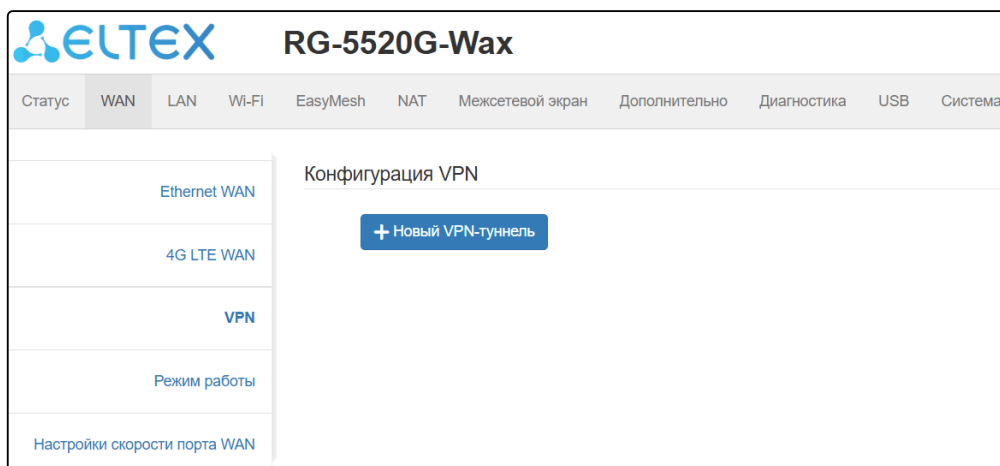 ELTEX RG-5520G-Wax
Статус WAN LAN Wi-Fi EasyMesh NAT Межсетевой экран Дополнительно Диагностика USB Система
Конфигурация VPN
Ethernet WAN
+ Новый VPN-туннель
4G LTE WAN
VPN
Режим работы
Настройки скорости порта WAN